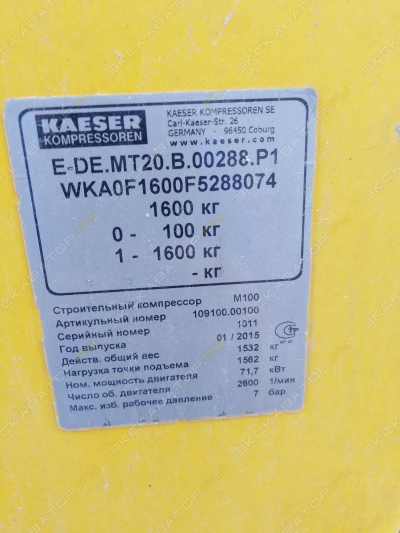 KAESER
KOMPRESSOREN
KAESER KOMPRESSOREN SE
Carl-Kaeser-Str. 26
GERMANY - 96450 Coburg
www.kaeser.com
E-DE.MT20.B.00288.P1
WKA0F1600F5288074
1600 кг
0 - 100 кг
1 - 1600 кг
- кг
Строительный компрессор M100
Артикульный номер 109100.00100
Серийный номер 1011
Год выпуска 01 / 2015
Действ. общий вес 1532 кг
Нагрузка точки подъема 1562 кг
Ном. мощность двигателя 71,7 кВт
Число об. двигателя 2600 1/мин
Макс. изб. рабочее давление 7 бар